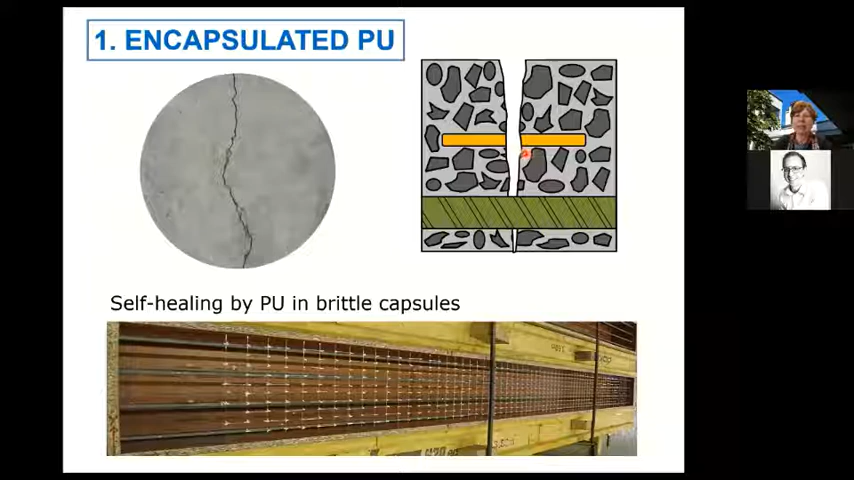 1. ENCAPSULATED PU
Self-healing by PU in brittle capsules